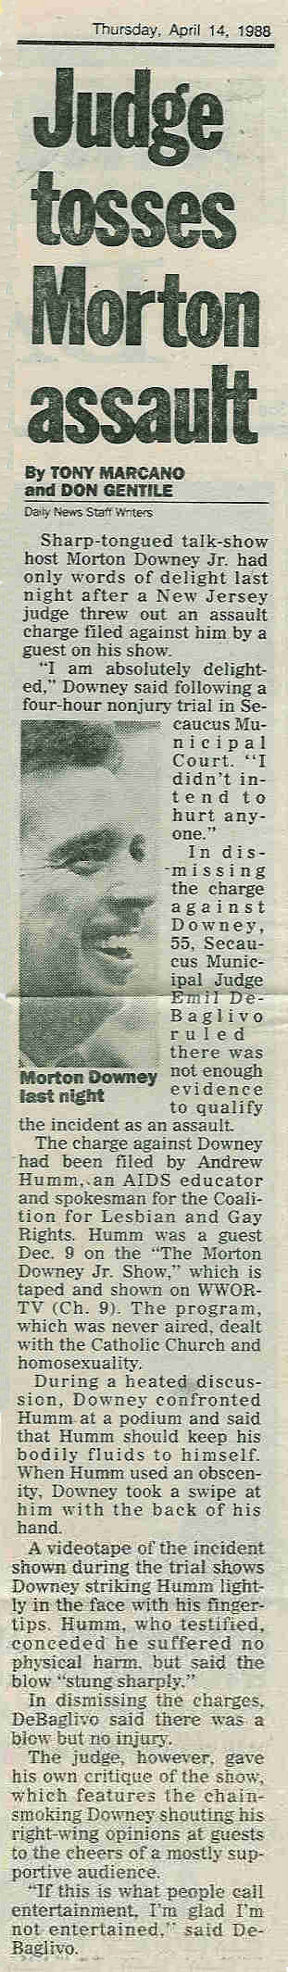 Thursday, April 14, 1988
Judge
tosses
Morton
assault
By TONY MARCANO
and DON GENTILE
Daily News Staff Writers
Sharp-tongued talk-show
host Morton Downey Jr. had
only words of delight last
night after a New Jersey
judge threw out an assault
charge filed against him by a
guest on his show.
"I am absolutely delight-
ed," Downey said following a
four-hour nonjury trial in Se-
caucus Mu-
nicipal
Court. "I
didn't in-
tend to
hurt any-
one."
In dis-
missing
the charge
against
Downey,
55, Secau-
cus Munic-
ipal Judge
Emil De-
Baglivo
ruled
there was
not enough
evidence
to qualify
Morton Downey
last night
the incident as an assault.
The charge against Downey
had been filed by Andrew
Humm, an AIDS educator
and spokesman for the Coali-
tion for Lesbian and Gay
Rights. Humm was a guest
Dec. 9 on the "The Morton
Downey Jr. Show," which is
taped and shown on WWOR-
TV (Ch. 9). The program,
which was never aired, dealt
with the Catholic Church and
homosexuality.
During a heated discus-
sion, Downey confronted
Humm at a podium and said
that Humm should keep his
bodily fluids to himself.
When Humm used an obscen-
ity, Downey took a swipe at
him with the back of his
hand.
A videotape of the incident
shown during the trial shows
Downey striking Humm light-
ly in the face with his finger-
tips. Humm, who testified,
conceded he suffered no
physical harm, but said the
blow "stung sharply."
In dismissing the charges,
DeBaglivo said there was a
blow but no injury.
The judge, however, gave
his own critique of the show,
which features the chain-
smoking Downey shouting his
right-wing opinions at guests
to the cheers of a mostly sup-
portive audience.
"If this is what people call
entertainment, I'm glad I'm
not entertained," said De-
Baglivo.